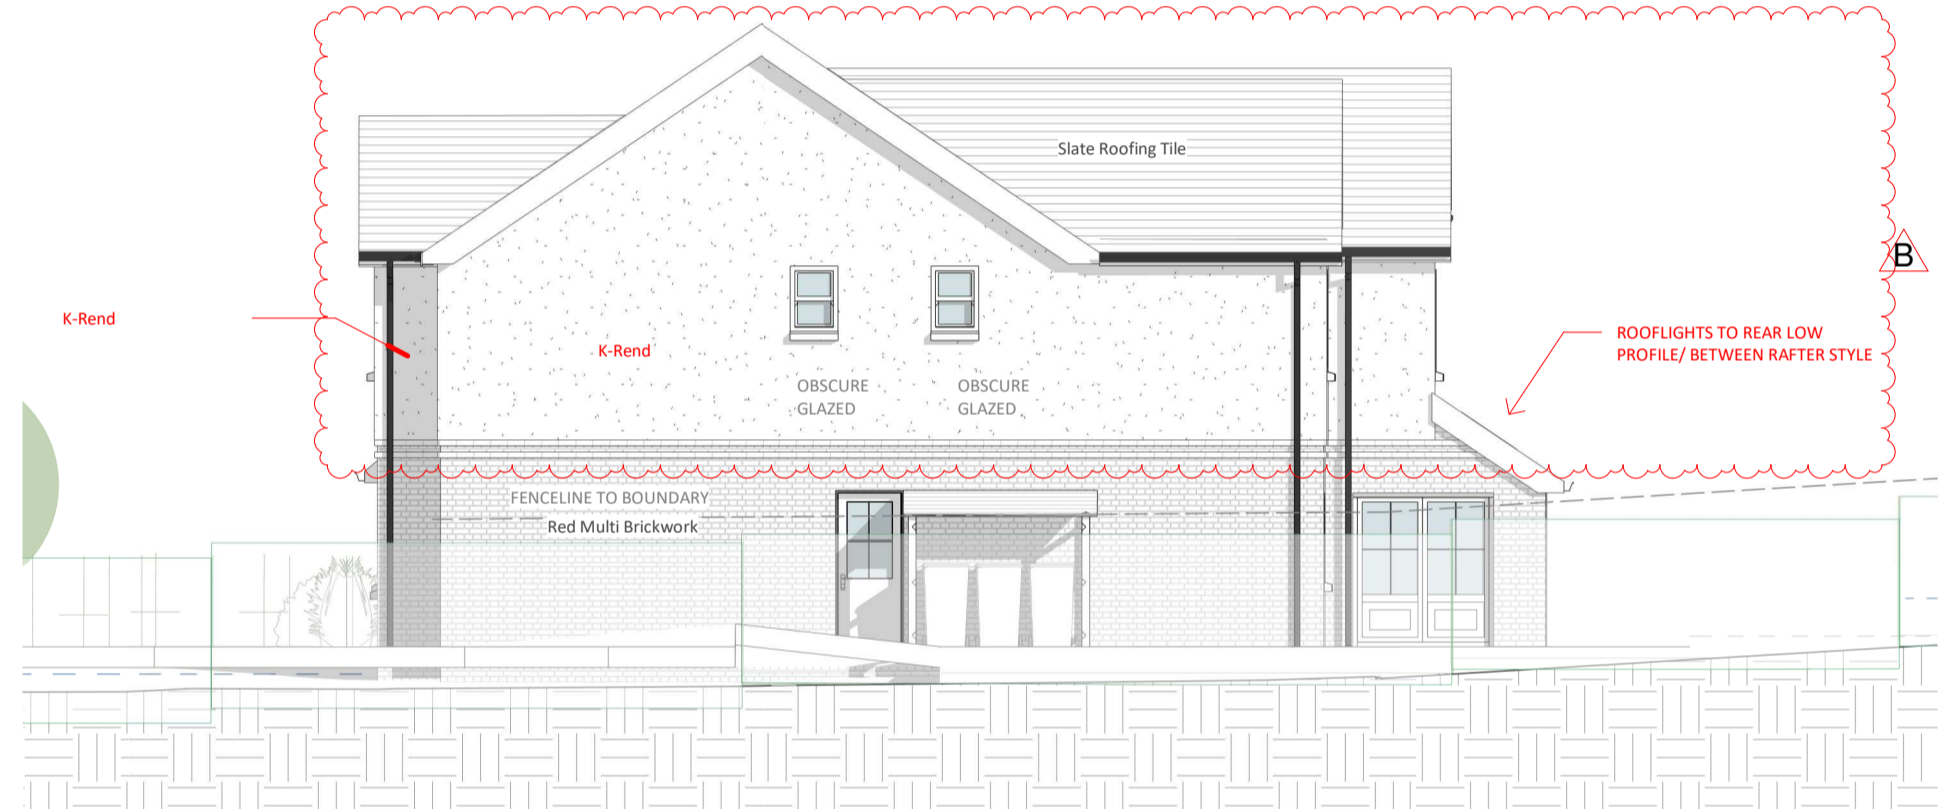 Slate Roofing Tile
B
K-Rend
K-Rend
ROOFLIGHTS TO REAR LOW
PROFILE/ BETWEEN RAFTER STYLE
OBSCURE
GLAZED
OBSCURE
GLAZED
FENCELINE TO BOUNDARY
Red Multi Brickwork